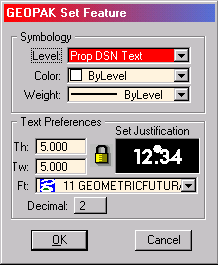 GEOPAK Set Feature
Symbology
Level: Prop DSN Text
Color: ByLevel
Weight: ByLevel
Text Preferences
Set Justification
Th: 5.000
Tw: 5.000
12.34
Ft: 11 GEOMETRICFUTURA
Decimal: 2
OK Cancel